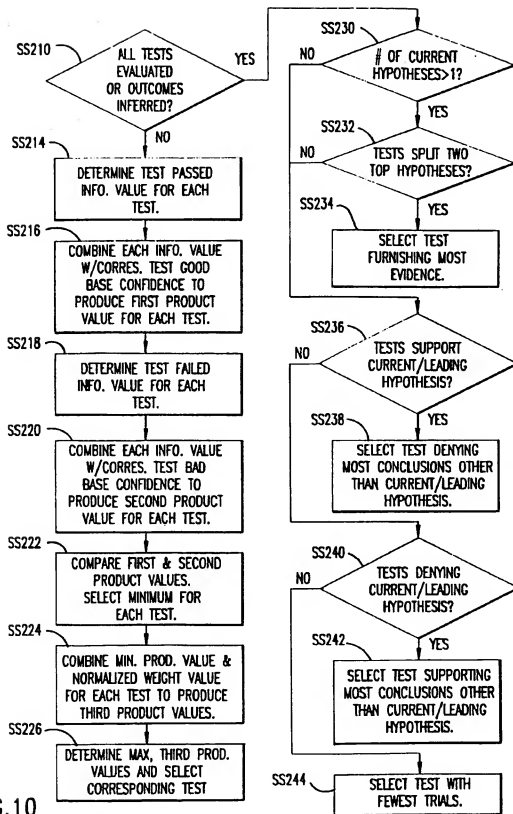 SS210
ALL TESTS
EVALUATED
OR OUTCOMES
INFERRED?
YES
NO
SS214
DETERMINE TEST PASSED
INFO. VALUE FOR EACH
TEST.
SS216
COMBINE EACH INFO. VALUE
W/CORRES. TEST GOOD
BASE CONFIDENCE TO
PRODUCE FIRST PRODUCT
VALUE FOR EACH TEST.
SS218
DETERMINE TEST FAILED
INFO. VALUE FOR EACH
TEST.
SS220
COMBINE EACH INFO. VALUE
W/CORRES. TEST BAD
BASE CONFIDENCE TO
PRODUCE SECOND PRODUCT
VALUE FOR EACH TEST.
SS222
COMPARE FIRST & SECOND
PRODUCT VALUES.
SELECT MINIMUM FOR
EACH TEST.
SS224
COMBINE MIN. PROD. VALUE &
NORMALIZED WEIGHT VALUE
FOR EACH TEST TO PRODUCE
THIRD PRODUCT VALUES.
SS226
DETERMINE MAX, THIRD PROD.
VALUES AND SELECT
CORRESPONDING TEST
SS230
NO
# OF CURRENT
HYPOTHESES>1?
YES
SS232
NO
TESTS SPLIT TWO
TOP HYPOTHESES?
YES
SS234
SELECT TEST
FURNISHING MOST
EVIDENCE.
SS236
NO
TESTS SUPPORT
CURRENT/LEADING
HYPOTHESIS?
YES
SS238
SELECT TEST DENYING
MOST CONCLUSIONS OTHER
THAN CURRENT/LEADING
HYPOTHESIS.
SS240
NO
TESTS DENYING
CURRENT/LEADING
HYPOTHESIS?
YES
SS242
SELECT TEST SUPPORTING
MOST CONCLUSIONS OTHER
THAN CURRENT/LEADING
HYPOTHESIS.
SS244
SELECT TEST WITH
FEWEST TRIALS.
G.10